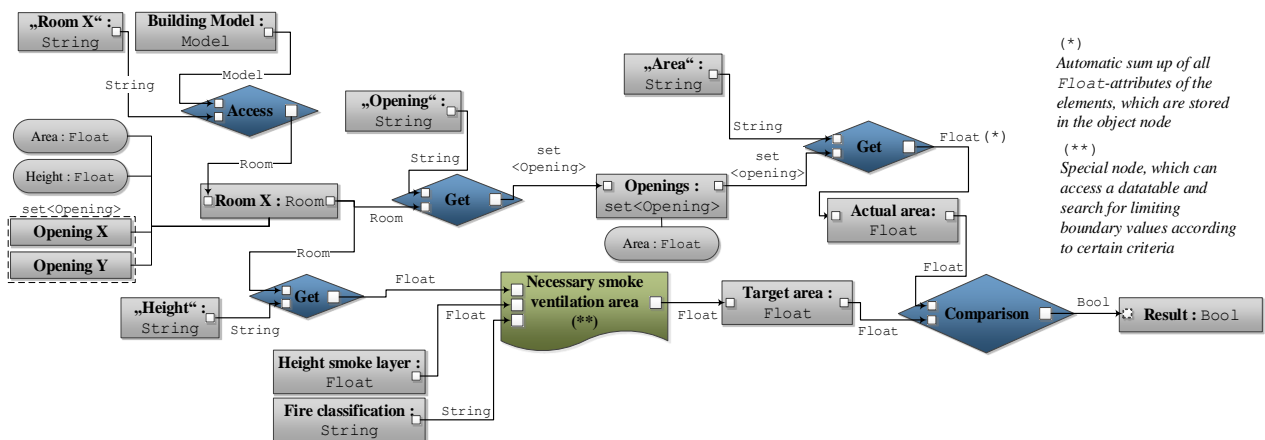 „Room X“ :
String
Building Model :
Model
String
Model
Access
Area : Float
Height : Float
set<Opening>
Opening X
Opening Y
Room
Room X : Room
„Opening“ :
String
String
Room
Get
set
<Opening>
Openings :
set<Opening>
Area : Float
„Area“ :
String
String
set
<opening>
Get
Float (*)
Actual area:
Float
Float
Room
Get
Float
„Height“ :
String
String
Necessary smoke
ventilation area
(**)
Float
Height smoke layer :
Float
Fire classification :
String
String
Float
Target area :
Float
Float
Comparison
Bool
Result : Bool
(*)
Automatic sum up of all
Float-attributes of the
elements, which are stored
in the object node
(**)
Special node, which can
access a datatable and
search for limiting
boundary values according
to certain criteria